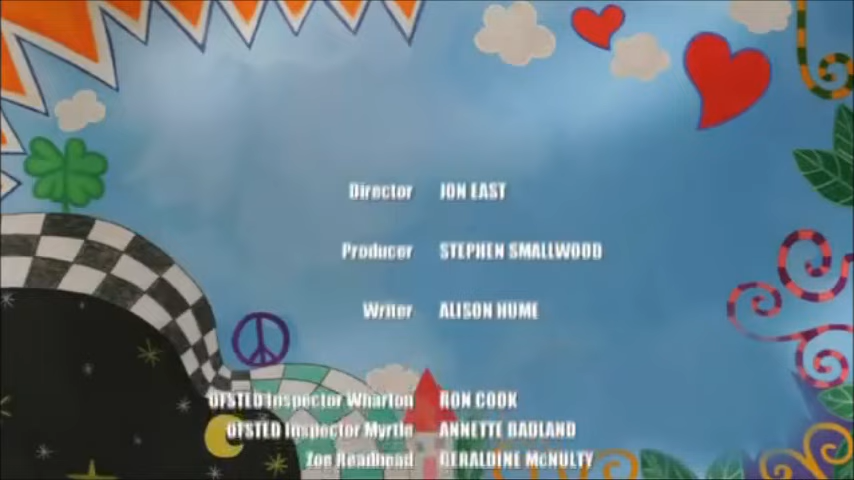 Director JON EAST
Producer STEPHEN SMALLWOOD
Writer ALISON HUME
OFSTED Inspector Wharton RON COOK
OFSTED Inspector Myrtle ANNETTE BADLAND
Zoe Readhead GERALDINE McNULTY